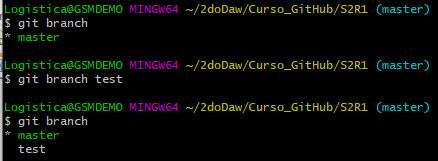 Logistica@GSMDEMO MINGW64 ~/2doDaw/Curso_GitHub/S2R1 (master)
$ git branch
* master
Logistica@GSMDEMO MINGW64 ~/2doDaw/Curso_GitHub/S2R1 (master)
$ git branch test
Logistica@GSMDEMO MINGW64 ~/2doDaw/Curso_GitHub/S2R1 (master)
$ git branch
* master
  test